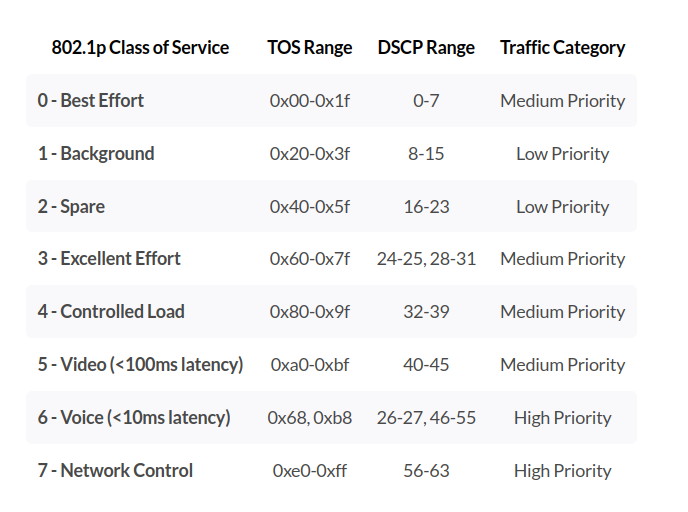 802.1p Class of Service TOS Range DSCP Range Traffic Category
0 - Best Effort 0x00-0x1f 0-7 Medium Priority
1 - Background 0x20-0x3f 8-15 Low Priority
2 - Spare 0x40-0x5f 16-23 Low Priority
3 - Excellent Effort 0x60-0x7f 24-25, 28-31 Medium Priority
4 - Controlled Load 0x80-0x9f 32-39 Medium Priority
5 - Video (<100ms latency) 0xa0-0xbf 40-45 Medium Priority
6 - Voice (<10ms latency) 0x68, 0xb8 26-27, 46-55 High Priority
7 - Network Control 0xe0-0xff 56-63 High Priority